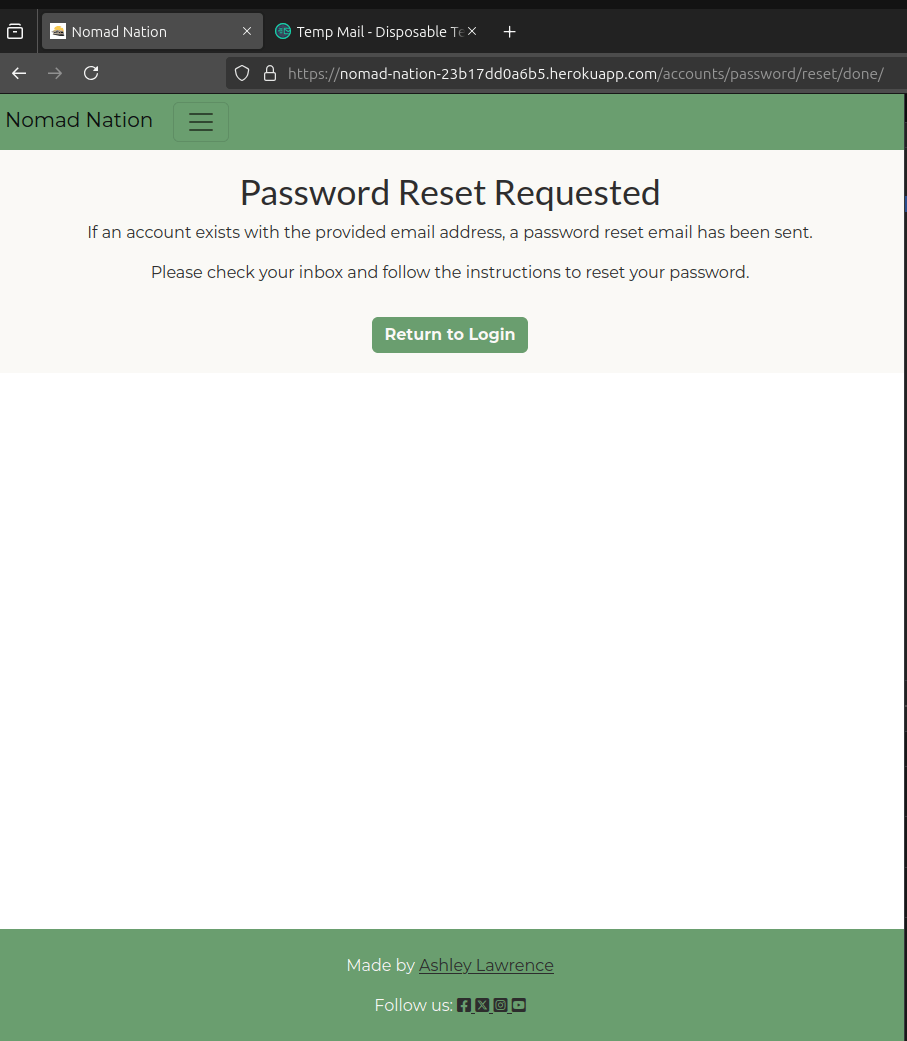 Nomad Nation
Temp Mail - Disposable Te
https://nomad-nation-23b17dd0a6b5.herokuapp.com/accounts/password/reset/done/
Nomad Nation
Password Reset Requested
If an account exists with the provided email address, a password reset email has been sent.
Please check your inbox and follow the instructions to reset your password.
Return to Login
Made by Ashley Lawrence
Follow us: